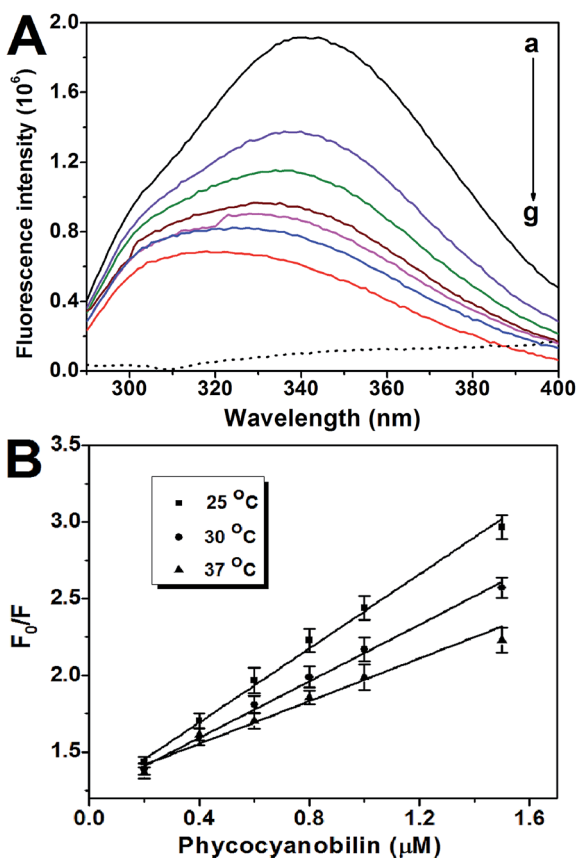 A
Fluorescence intensity (10⁶)
2.0
1.6
1.2
0.8
0.4
0.0
a
g
300 320 340 360 380 400
Wavelength (nm)
B
F₀/F
3.5
3.0
2.5
2.0
1.5
25 °C
30 °C
37 °C
0.0 0.4 0.8 1.2 1.6
Phycocyanobilin (µM)